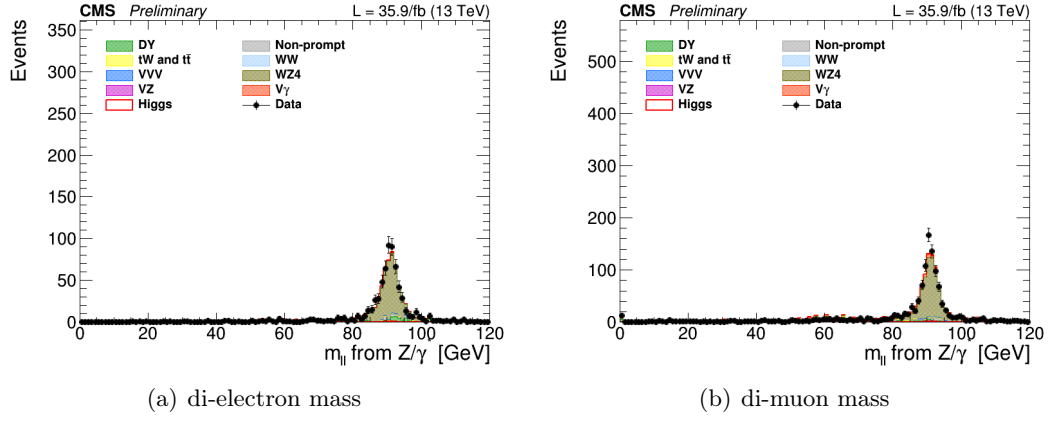 CMS Preliminary L = 35.9/fb (13 TeV)
Events
350
300
250
200
150
100
50
0
DY Non-prompt
tW and tt̄ WW
VVV WZ4
VZ Vγ
Higgs Data
0 20 40 60 80 100 120
m_ll from Z/γ [GeV]
(a) di-electron mass
CMS Preliminary L = 35.9/fb (13 TeV)
Events
500
400
300
200
100
0
DY Non-prompt
tW and tt̄ WW
VVV WZ4
VZ Vγ
Higgs Data
0 20 40 60 80 100 120
m_ll from Z/γ [GeV]
(b) di-muon mass